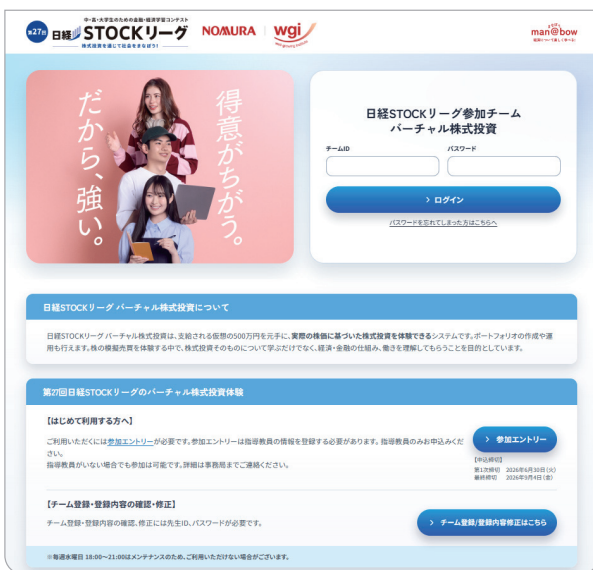 中・高・大学生のための金融・経済学習コンテスト
第27回 日経 STOCKリーグ
株式投資を通じて社会をきなぼう!
NOMURA
wgi
man@bow
だから、強い。
得意がちがう。
日経STOCKリーグ参加チーム
バーチャル株式投資
チームID パスワード
> ログイン
パスワードを忘れてしまった方はこちらへ
日経STOCKリーグ バーチャル株式投資について
日経STOCKリーグ バーチャル株式投資は、支給される仮想の500万円を元手に、実際の株価に基づいた株式投資を体験できるシステムです。ポートフォリオの作成や運
用も行えます。株の模擬売買を体験する中で、株式投資そのものについて学ぶだけでなく、経済・金融の仕組み、働きを理解してもらうことを目的としています。
第27回日経STOCKリーグのバーチャル株式投資体験
【はじめて利用する方へ】
ご利用いただくには参加エントリーが必要です。参加エントリーは指導教員の情報を登録する必要があります。指導教員のみお申込みくだ
さい。
指導教員がいない場合でも参加は可能です。詳細は事務局までご連絡ください。
> 参加エントリー
【申込締切】
第1次締切 2026年6月30日(火)
最終締切 2026年9月4日(金)
【チーム登録・登録内容の確認・修正】
チーム登録・登録内容の確認、修正には先生ID、パスワードが必要です。
> チーム登録/登録内容修正はこちら
※毎週水曜日 18:00~21:00はメンテナンスのため、ご利用いただけない場合がございます。